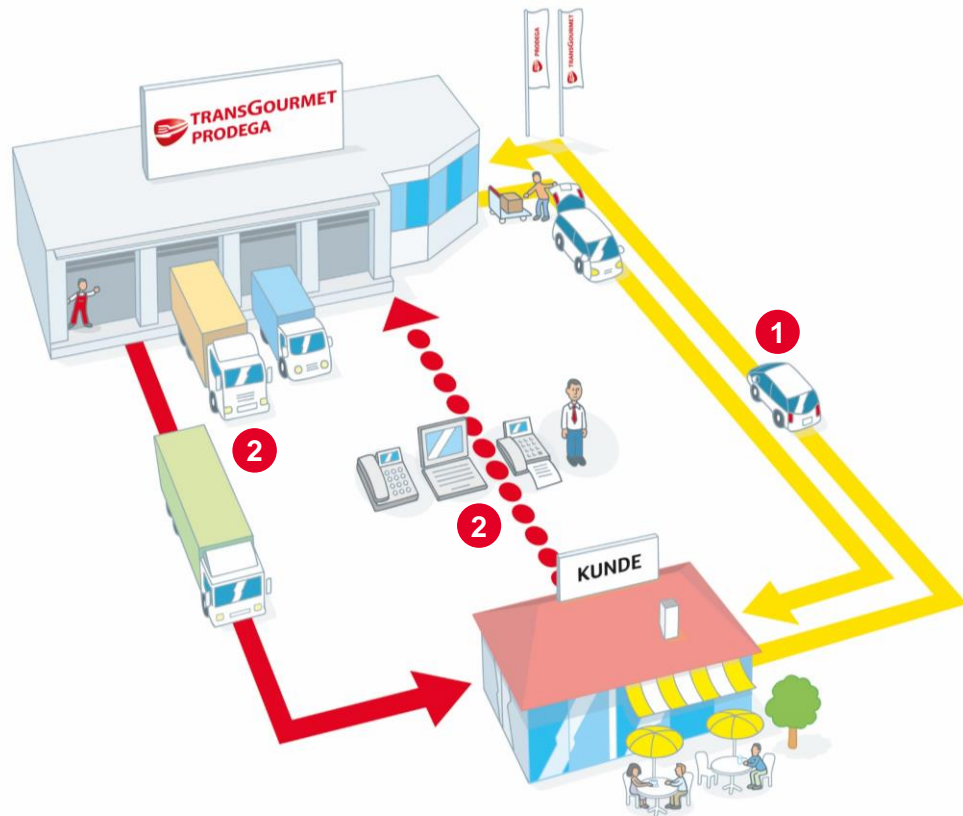 PRODEGA
TRANSGOURMET
TRANSGOURMET
PRODEGA
1
2
2
KUNDE